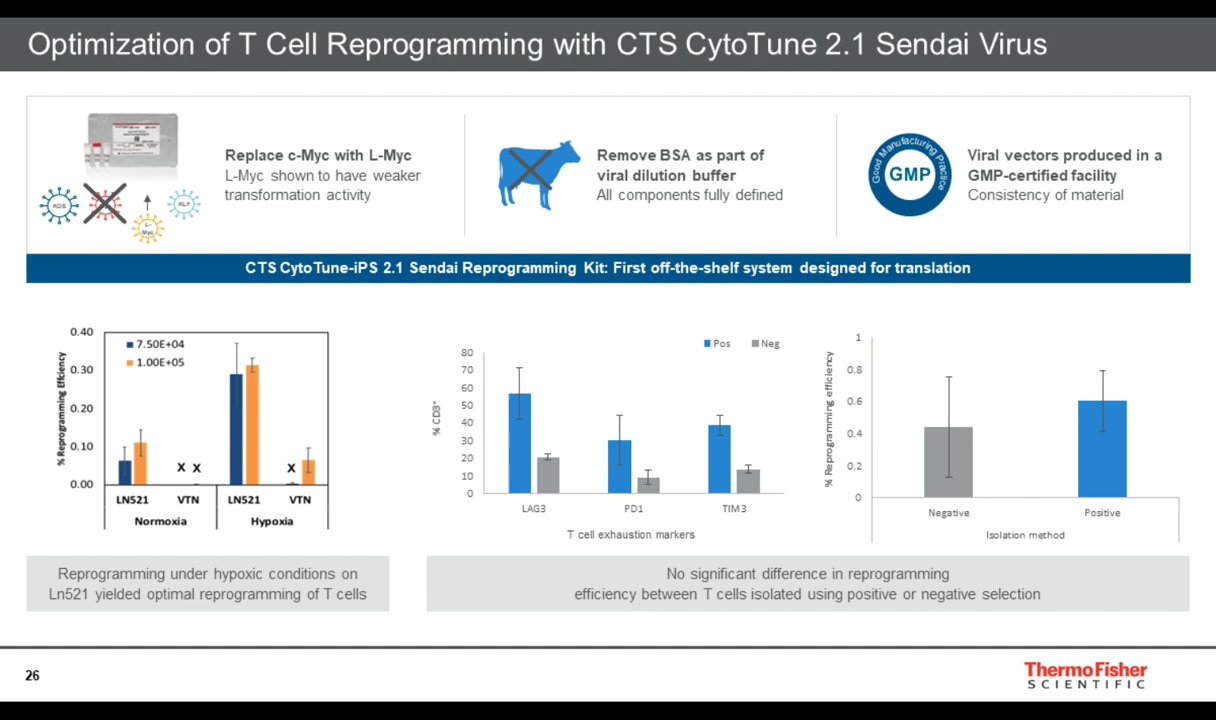 Optimization of T Cell Reprogramming with CTS CytoTune 2.1 Sendai Virus
KOS
KLF
L-
Myc
Replace c-Myc with L-Myc
L-Myc shown to have weaker
transformation activity
Remove BSA as part of
viral dilution buffer
All components fully defined
Good Manufacturing Practice
GMP
Viral vectors produced in a
GMP-certified facility
Consistency of material
CTS CytoTune-iPS 2.1 Sendai Reprogramming Kit: First off-the-shelf system designed for translation
% Reprogramming Effciency
0.40
0.30
0.20
0.10
0.00
7.50E+04
1.00E+05
X X
X
LN521 VTN LN521 VTN
Normoxia Hypoxia
% CD3+
80
70
60
50
40
30
20
10
0
Pos Neg
LAG3 PD1 TIM3
T cell exhaustion markers
% Reprogramming efficiency
1
0.8
0.6
0.4
0.2
0
Negative Positive
Isolation method
Reprogramming under hypoxic conditions on
Ln521 yielded optimal reprogramming of T cells
No significant difference in reprogramming
efficiency between T cells isolated using positive or negative selection
26
ThermoFisher
SCIENTIFIC